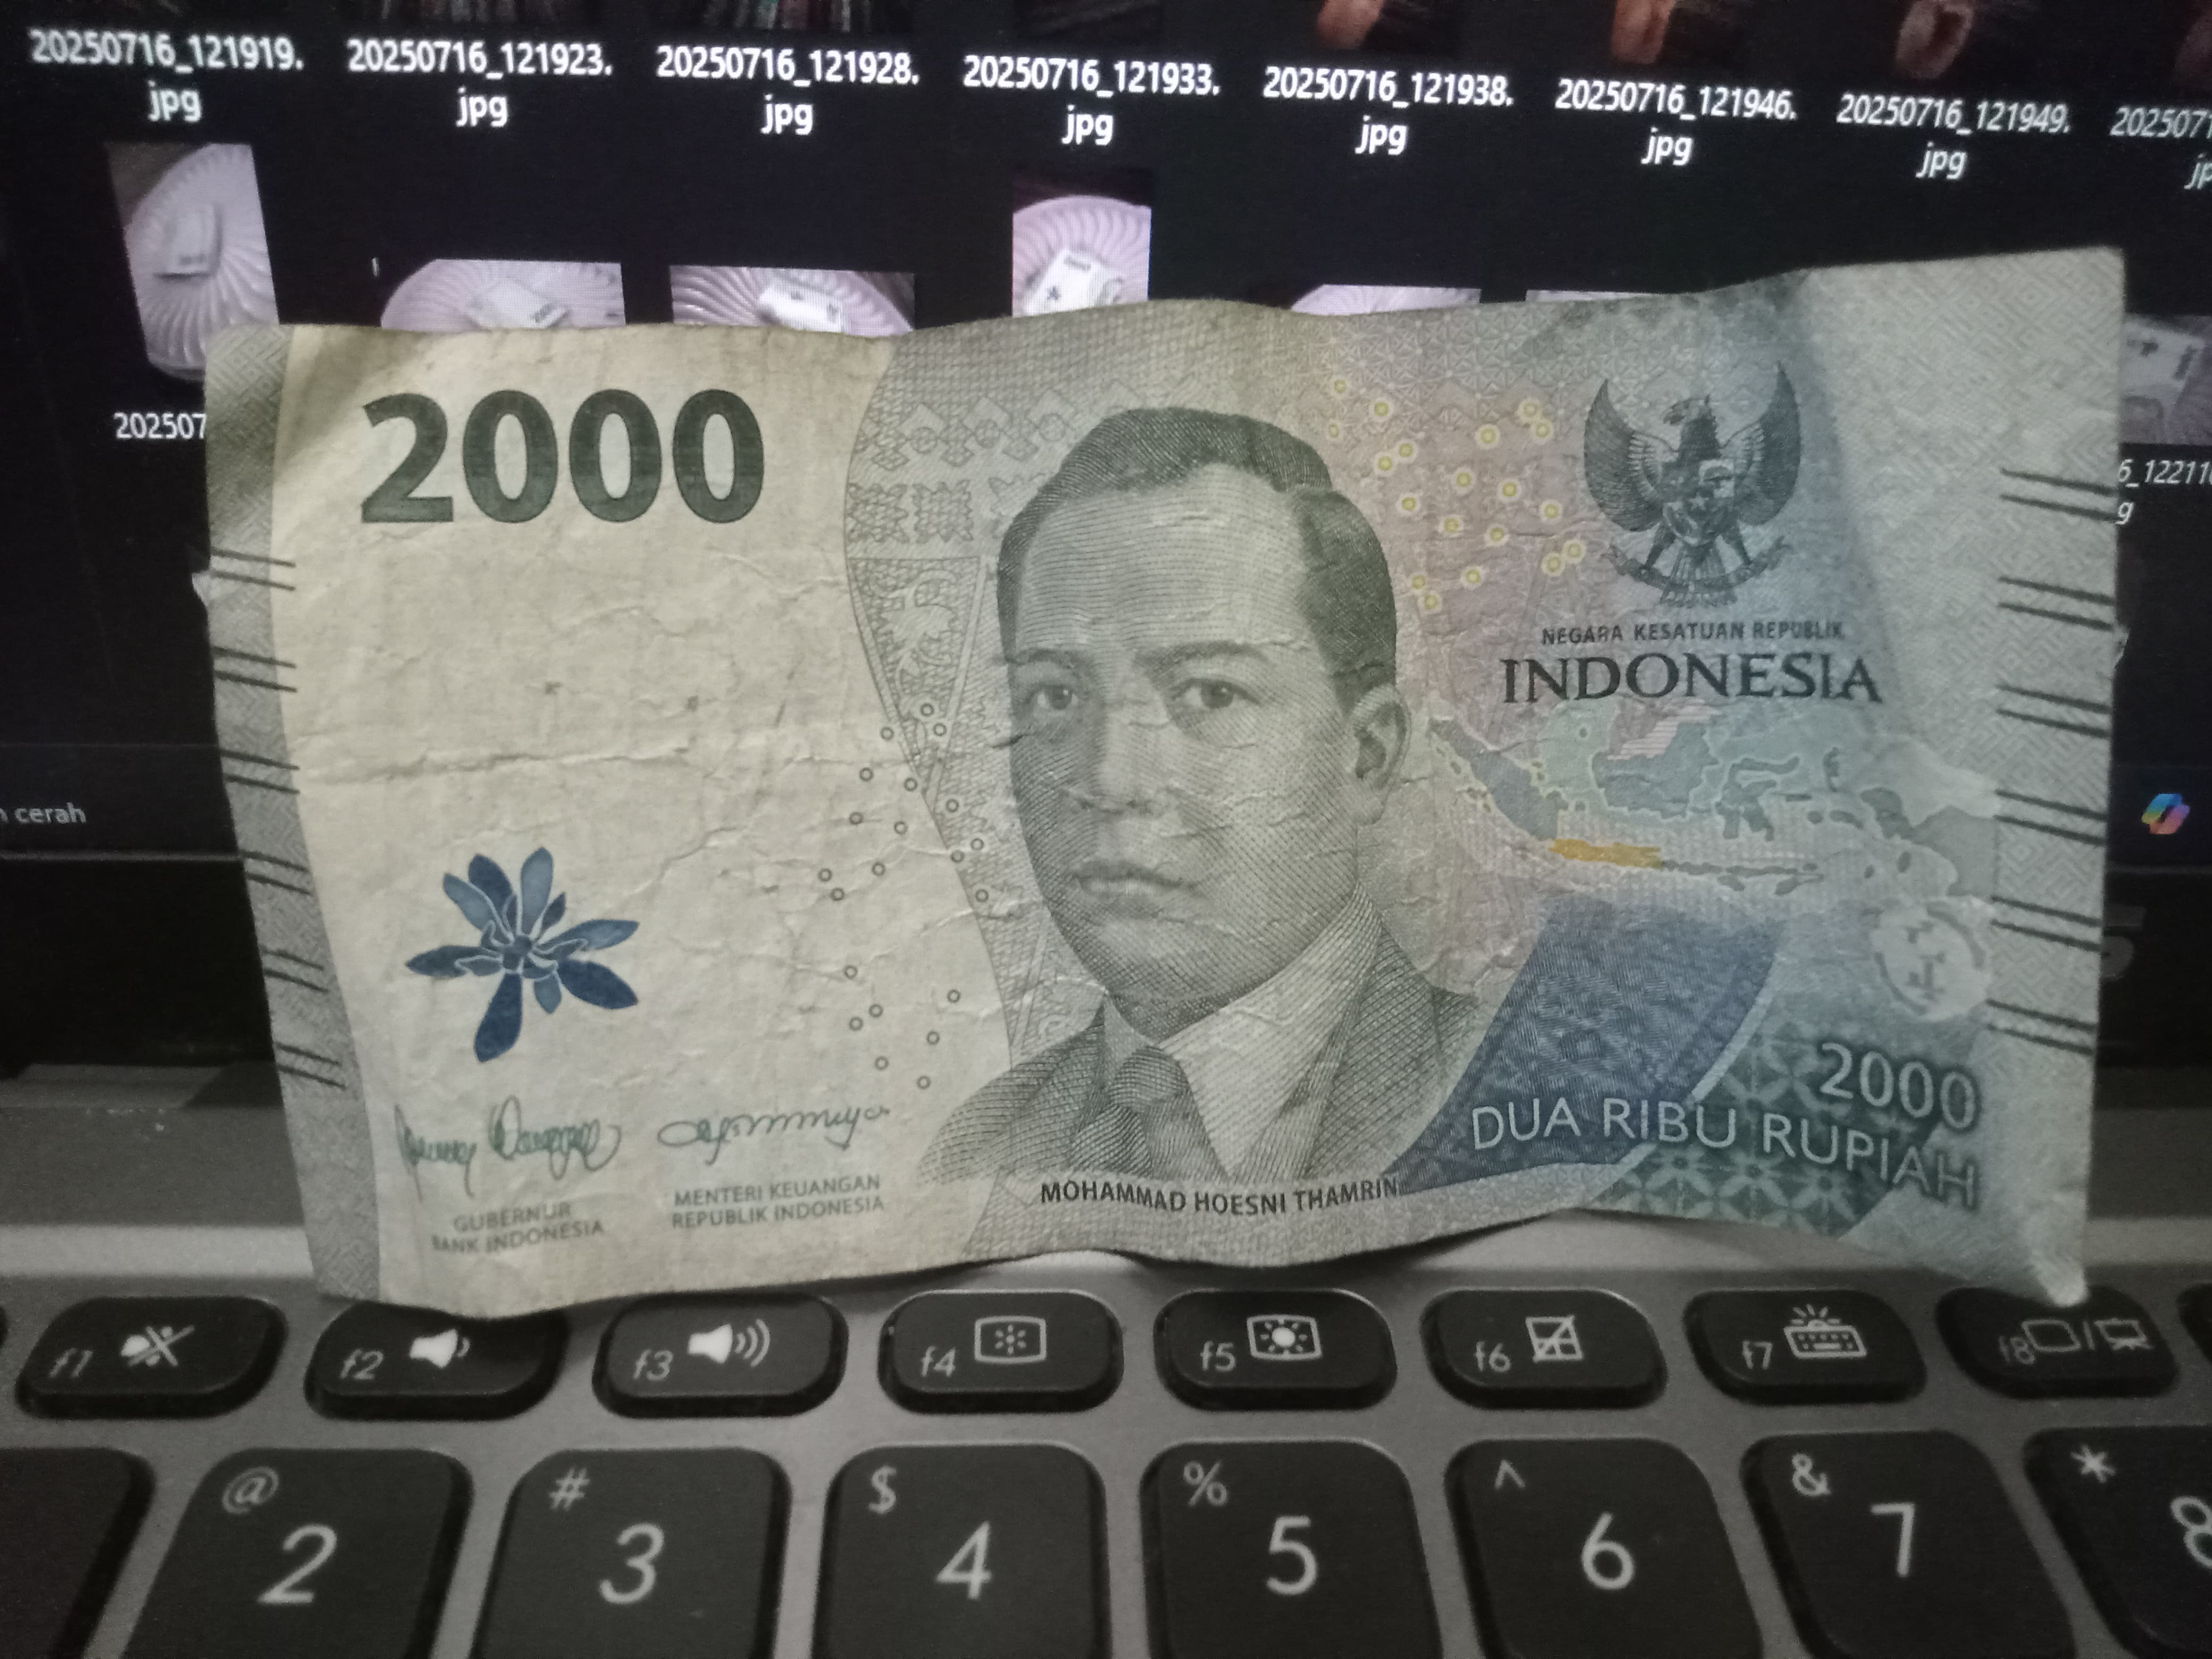 20250716_121919.
jpg
20250716_121923.
jpg
20250716_121928.
jpg
20250716_121933.
jpg
20250716_121938.
jpg
20250716_121946.
jpg
20250716_121949.
jpg
2000
NEGARA KESATUAN REPUBLIK
INDONESIA
cerah
2000
DUA RIBU RUPIAH
GUBERNUR
BANK INDONESIA
MENTERI KEUANGAN
REPUBLIK INDONESIA
MOHAMMAD HOESNI THAMRIN
f1 f2 f3 f4 f5 f6 f7 f8
@ # $ % ^ & *
2 3 4 5 6 7 8